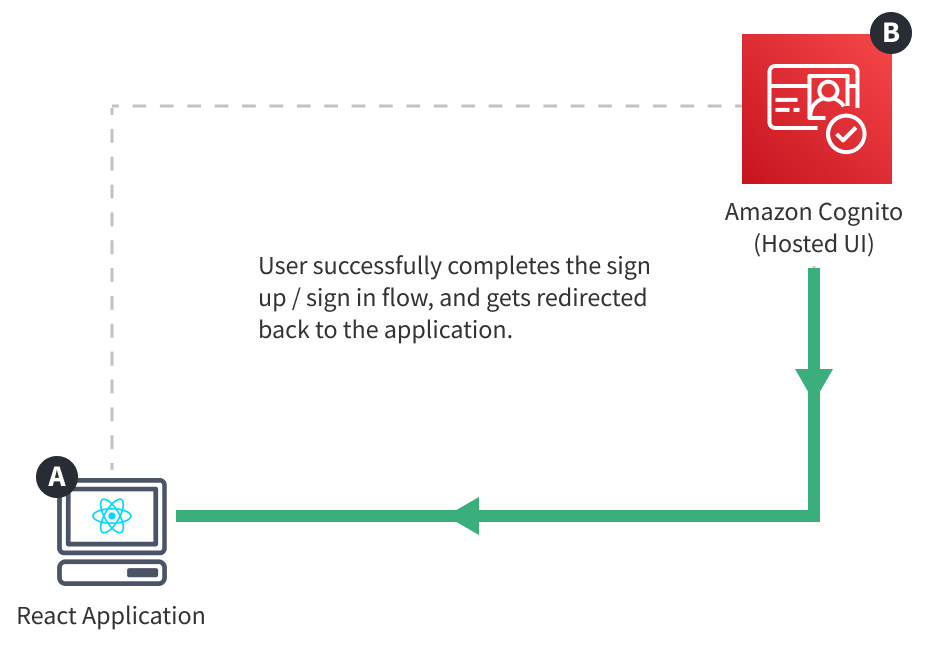 B
Amazon Cognito
(Hosted UI)
User successfully completes the sign
up / sign in flow, and gets redirected
back to the application.
A
React Application